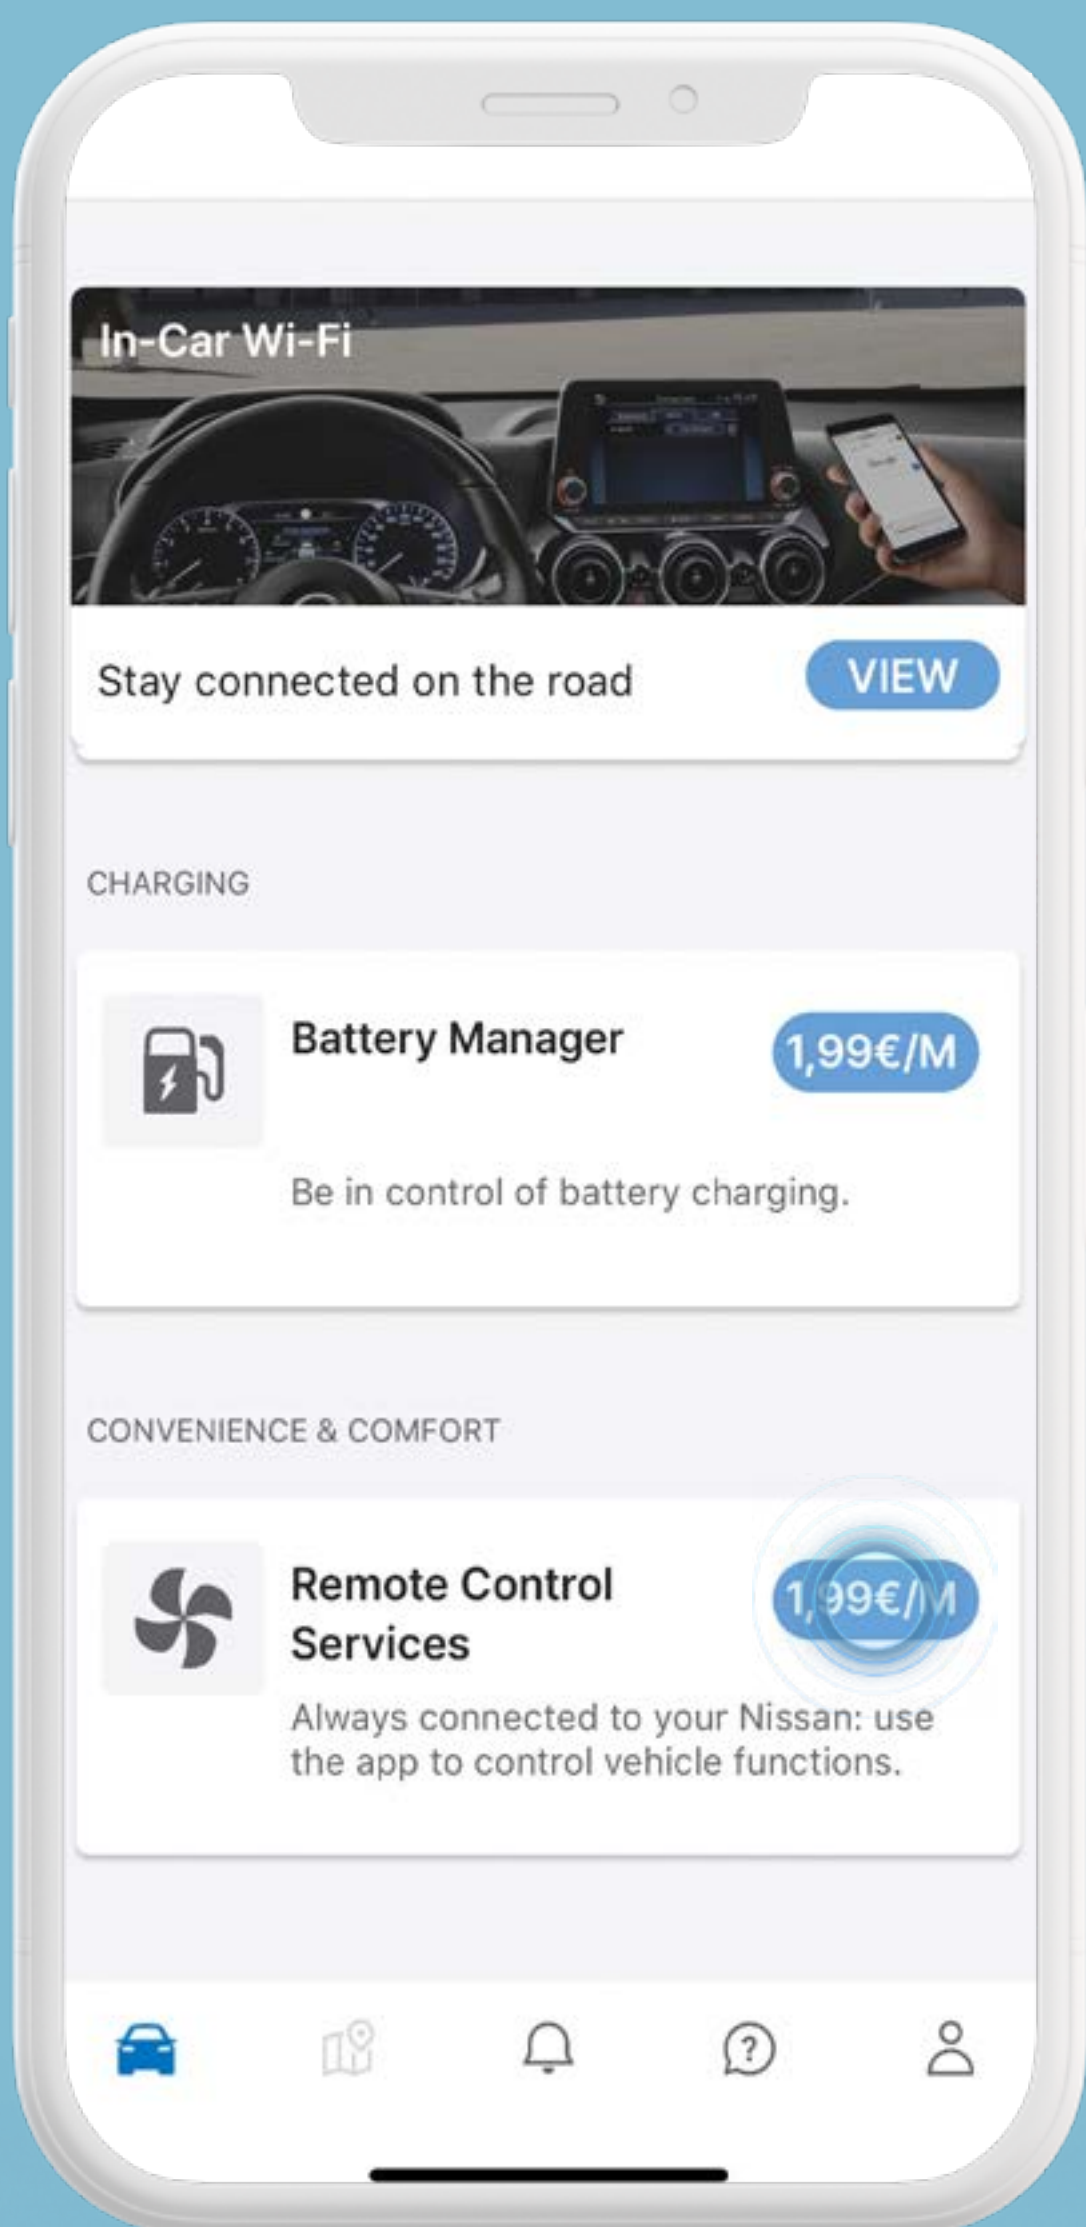 In-Car Wi-Fi
Stay connected on the road
VIEW
CHARGING
Battery Manager
1,99€/M
Be in control of battery charging.
CONVENIENCE & COMFORT
Remote Control
Services
1,99€/M
Always connected to your Nissan: use
the app to control vehicle functions.